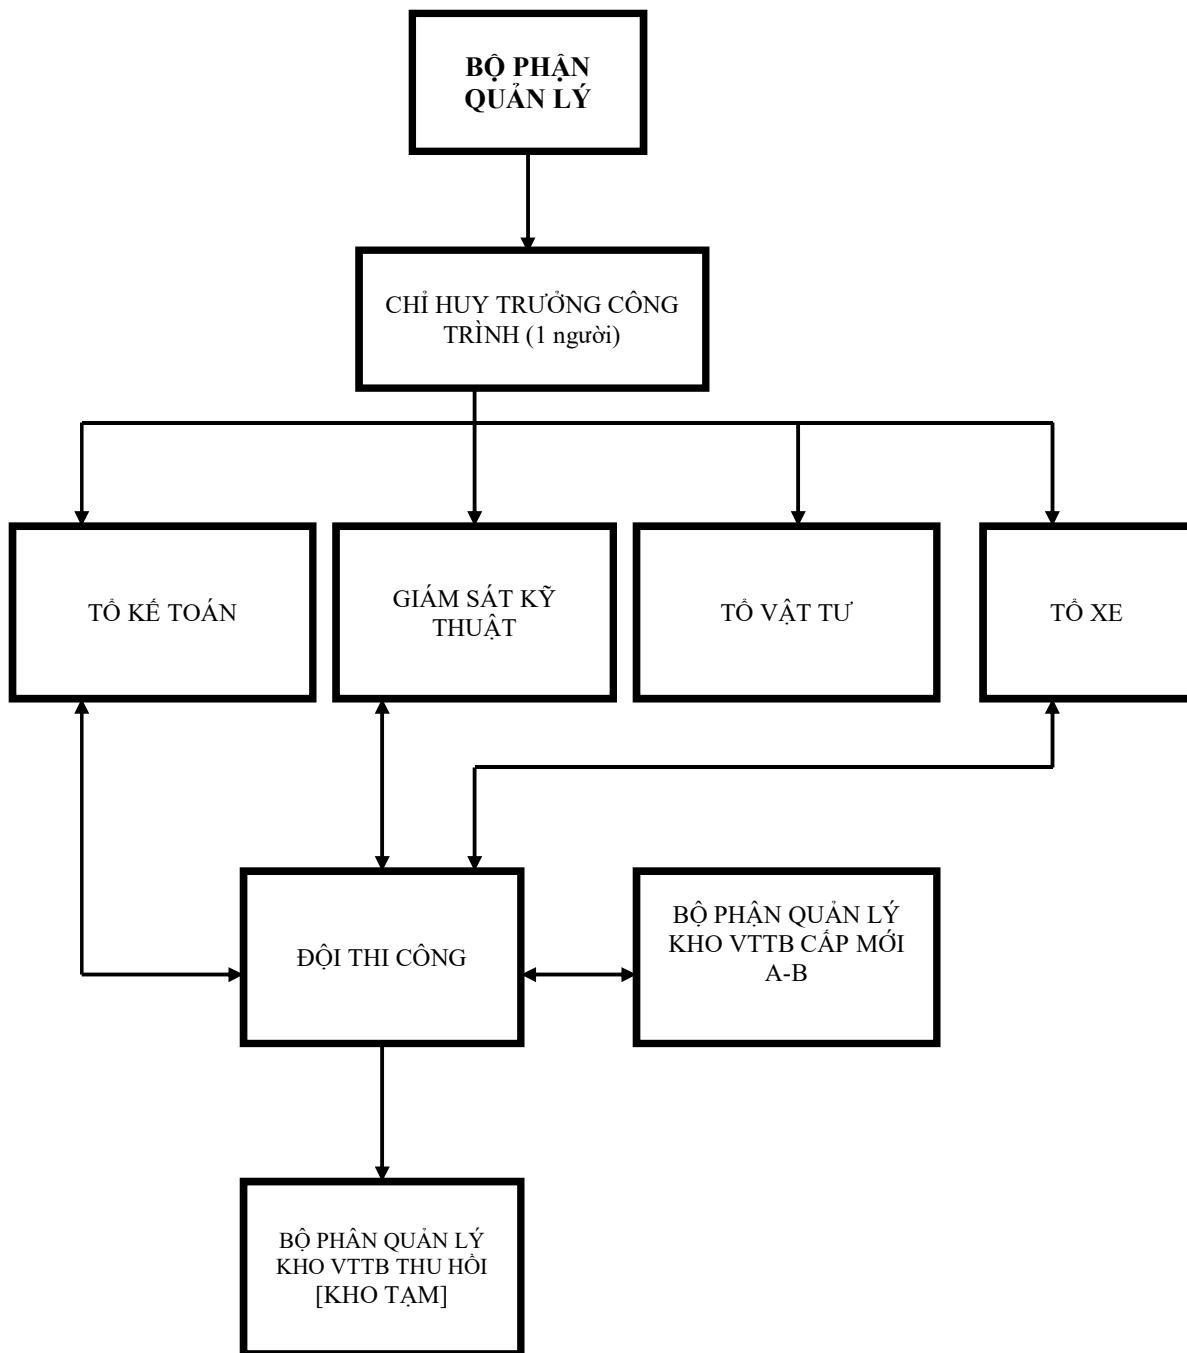 BỘ PHẬN
QUẢN LÝ
CHỈ HUY TRƯỞNG CÔNG
TRÌNH (1 người)
TỔ KẾ TOÁN
GIÁM SÁT KỸ
THUẬT
TỔ VẬT TƯ
TỔ XE
ĐỘI THI CÔNG
BỘ PHẬN QUẢN LÝ
KHO VTTB CẤP MỚI
A-B
BỘ PHÂN QUẢN LÝ
KHO VTTB THU HỒI
[KHO TẠM]